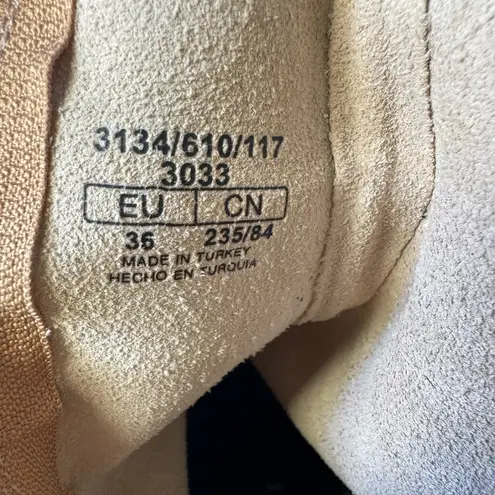 3134/610/117
3033
EU CN
36 235/84
MADE IN TURKEY
HECHO EN TURQUIA